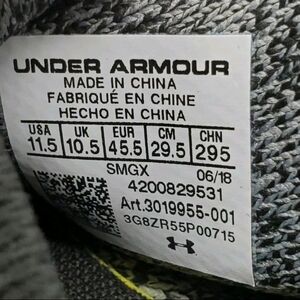 UNDER ARMOUR
MADE IN CHINA
FABRIQUÉ EN CHINE
HECHO EN CHINA
USA UK EUR CM CHN
11.5 10.5 45.5 29.5 295
SMGX 06/18
4200829531
Art.3019955-001
3G8ZR55P00715